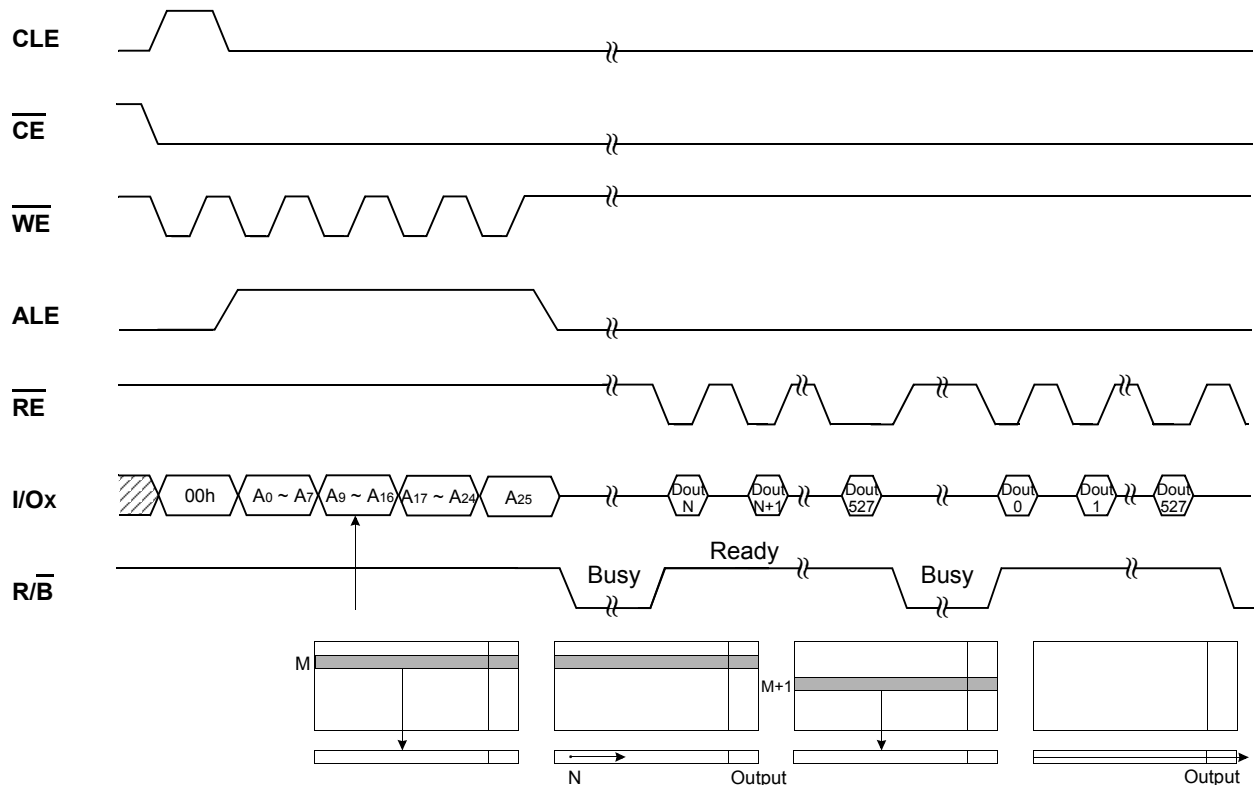 CLE
CE
WE
ALE
RE
I/Ox
00h
A0 ~ A7
A9 ~ A16
A17 ~ A24
A25
Dout
N
Dout
N+1
Dout
527
Dout
0
Dout
1
Dout
527
R/B
Busy
Ready
Busy
M
M+1
N
Output
Output